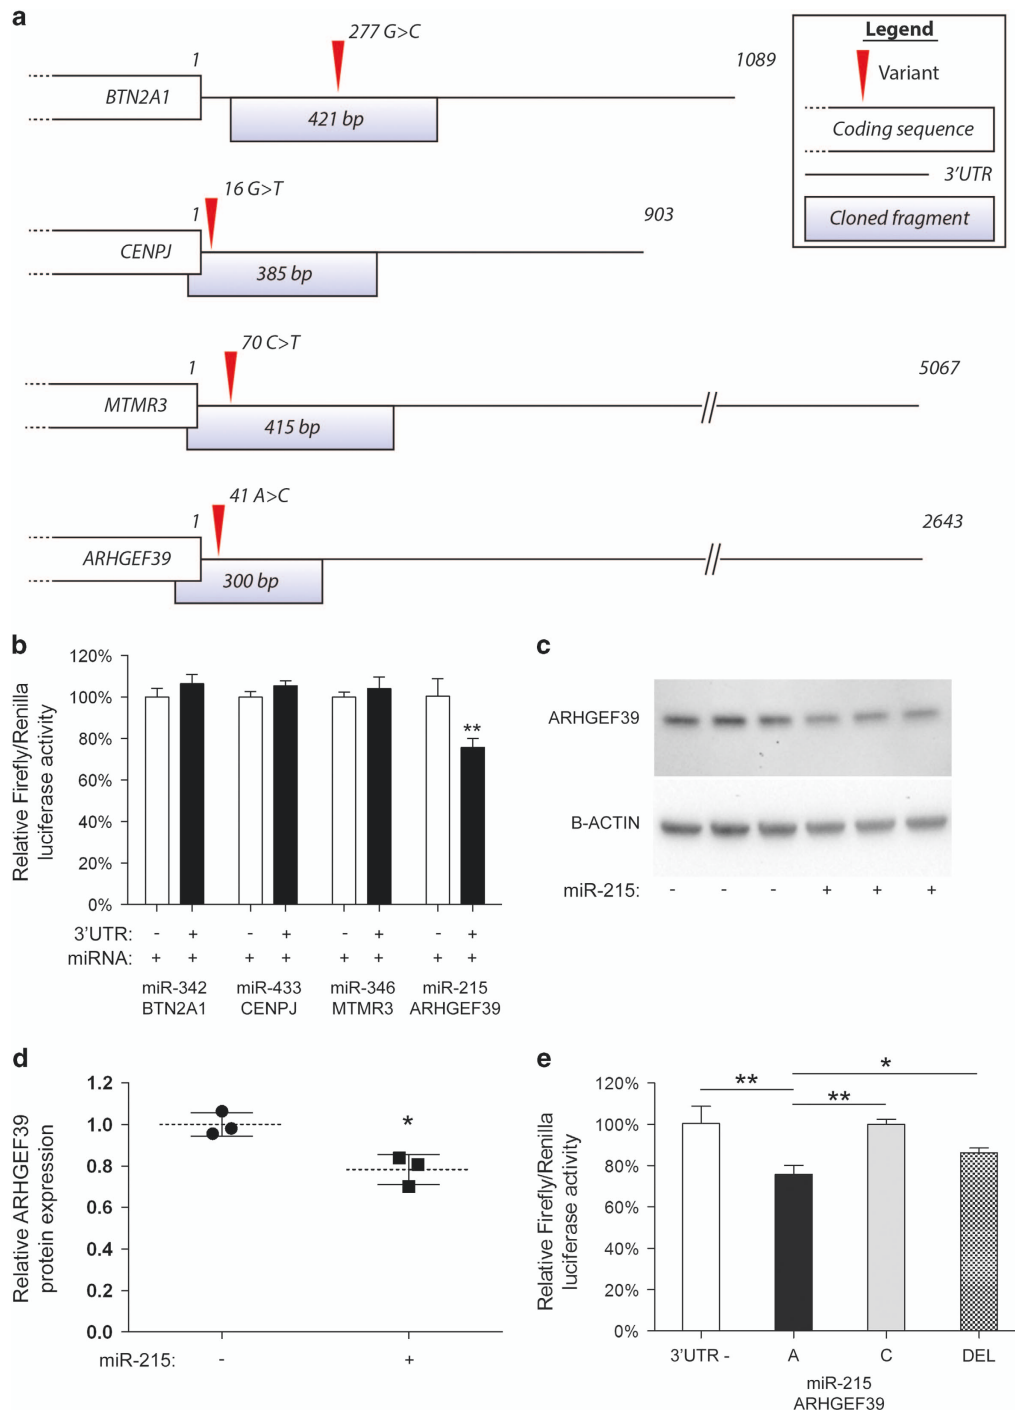 a
277 G>C
1
1089
BTN2A1
421 bp
Legend
Variant
Coding sequence
3'UTR
Cloned fragment
16 G>T
1
903
CENPJ
385 bp
70 C>T
1
5067
MTMR3
415 bp
41 A>C
1
2643
ARHGEF39
300 bp
b
Relative Firefly/Renilla
luciferase activity
120%
100%
80%
60%
40%
20%
0%
**
3'UTR: - + - + - + - +
miRNA: + + + + + + + +
miR-342 miR-433 miR-346 miR-215
BTN2A1 CENPJ MTMR3 ARHGEF39
c
ARHGEF39
B-ACTIN
miR-215: - - - + + +
d
Relative ARHGEF39
protein expression
1.2
1.0
0.8
0.6
0.4
0.2
0.0
*
miR-215: - +
e
Relative Firefly/Renilla
luciferase activity
120%
100%
80%
60%
40%
20%
0%
*
**
**
3'UTR - A C DEL
miR-215
ARHGEF39